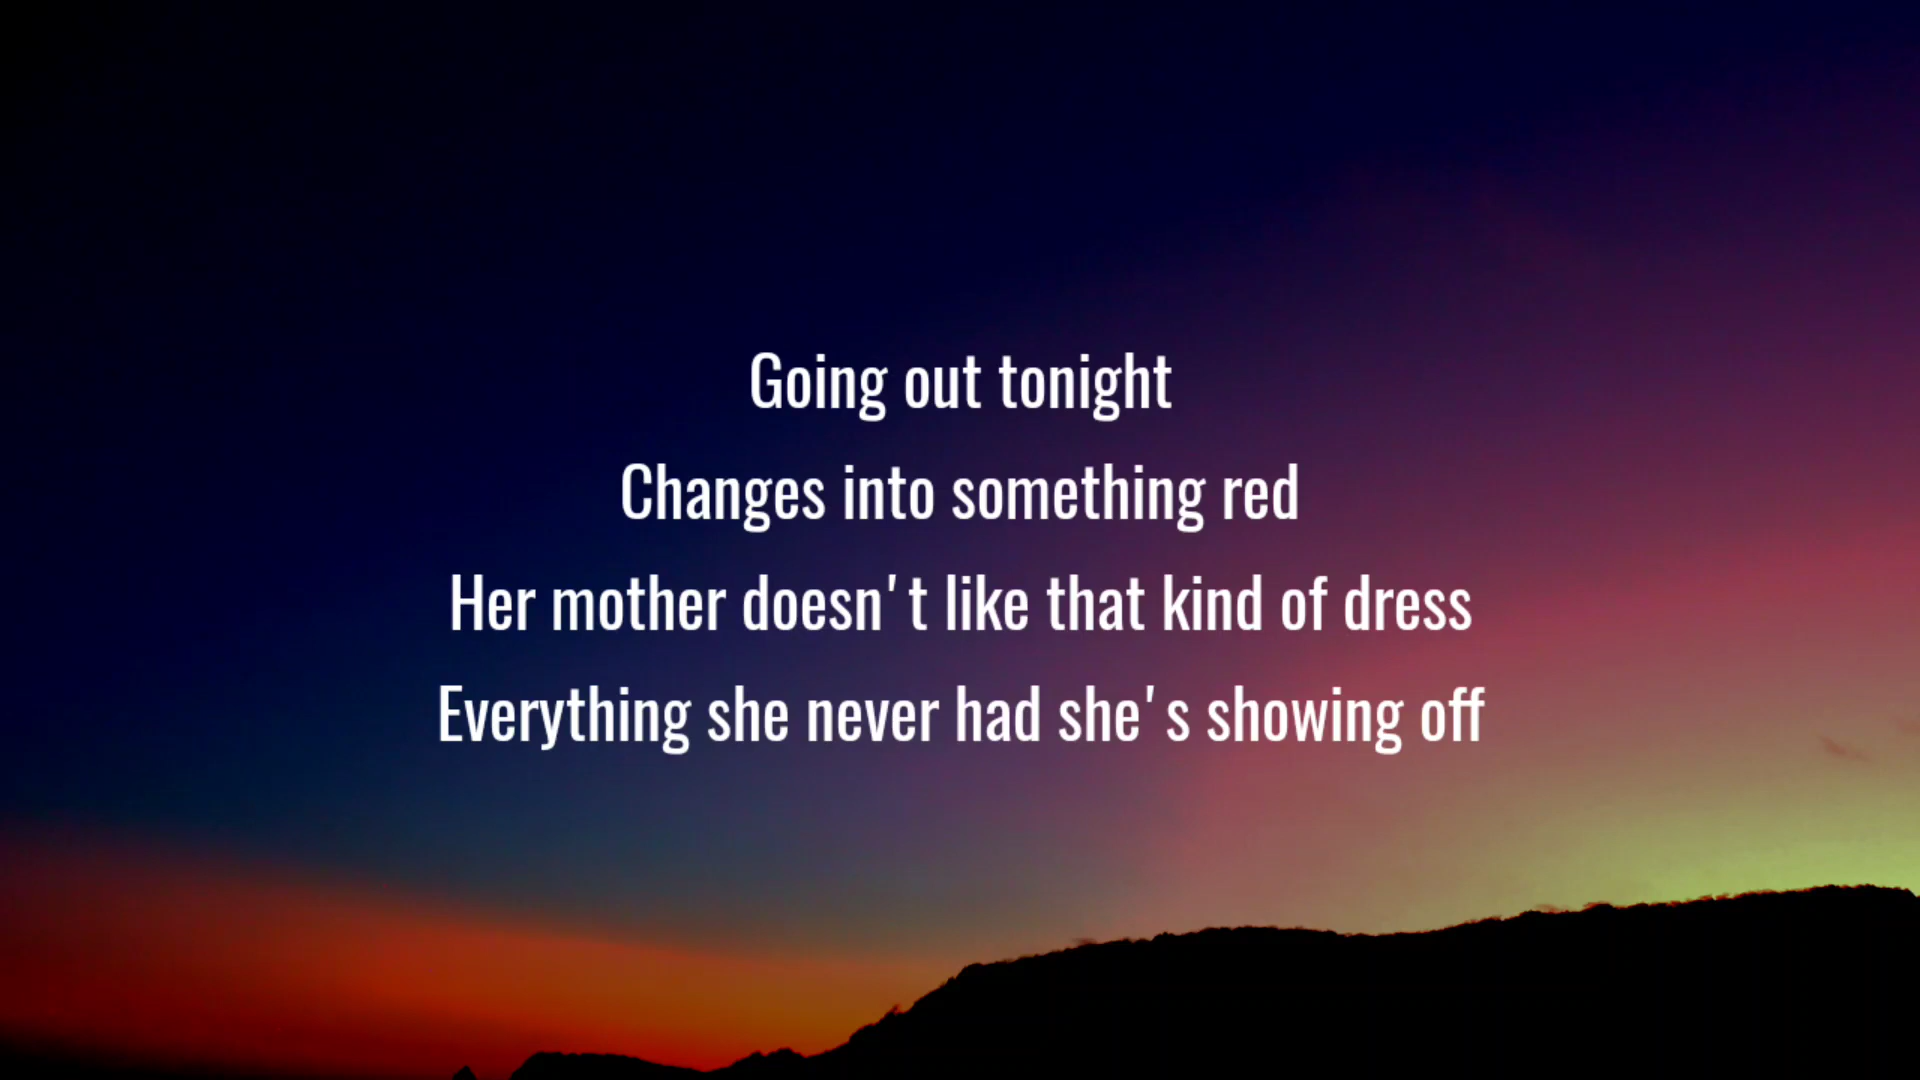 Going out tonight
Changes into something red
Her mother doesn't like that kind of dress
Everything she never had she's showing off